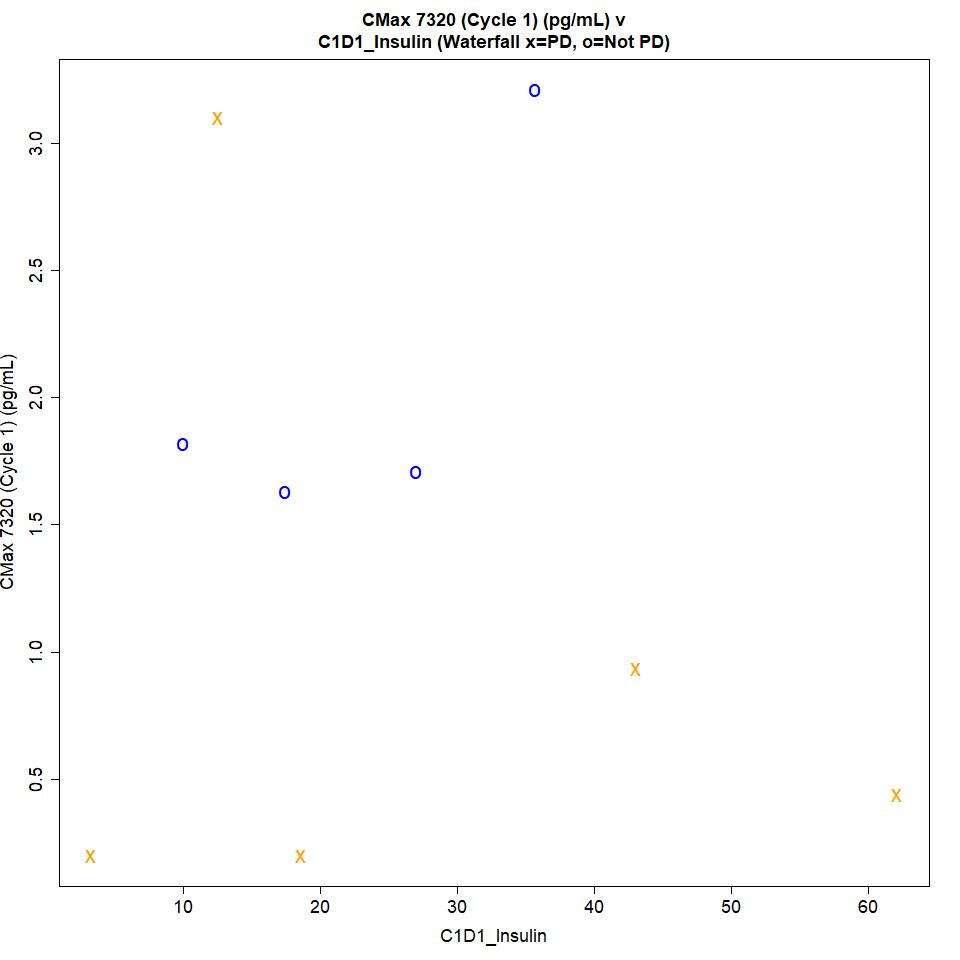 CMax 7320 (Cycle 1) (pg/mL) v
C1D1_Insulin (Waterfall x=PD, o=Not PD)
CMax 7320 (Cycle 1) (pg/mL)
3.0
2.5
2.0
1.5
1.0
0.5
X
O
O
O
O
X
X
X
X
10 20 30 40 50 60
C1D1_Insulin